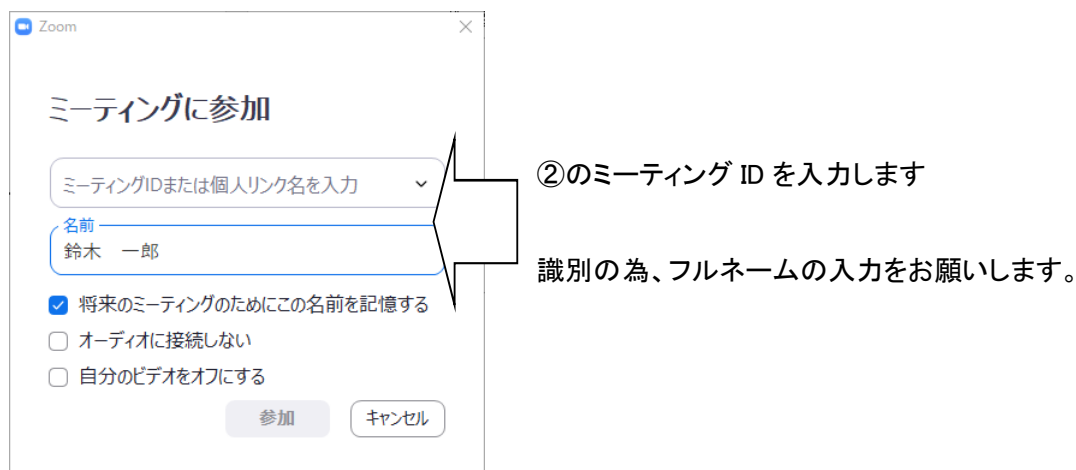 Zoom
ミーティングに参加
ミーティングIDまたは個人リンク名を入力
名前
鈴木　一郎
将来のミーティングのためにこの名前を記憶する
オーディオに接続しない
自分のビデオをオフにする
参加
キャンセル
②のミーティング ID を入力します
識別の為、フルネームの入力をお願いします。